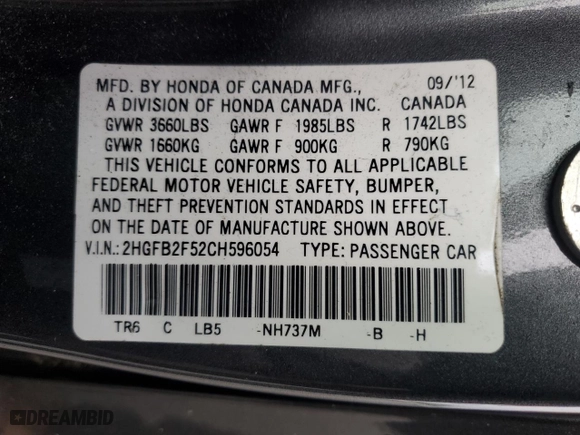 MFD. BY HONDA OF CANADA MFG., 09/'12
A DIVISION OF HONDA CANADA INC. CANADA
GVWR 3660LBS GAWR F 1985LBS R 1742LBS
GVWR 1660KG GAWR F 900KG R 790KG
THIS VEHICLE CONFORMS TO ALL APPLICABLE
FEDERAL MOTOR VEHICLE SAFETY, BUMPER,
AND THEFT PREVENTION STANDARDS IN EFFECT
ON THE DATE OF MANUFACTURE SHOWN ABOVE.
V.I.N.: 2HGFB2F52CH596054 TYPE: PASSENGER CAR
TR6 C LB5 -NH737M -B -H
DREAMBID